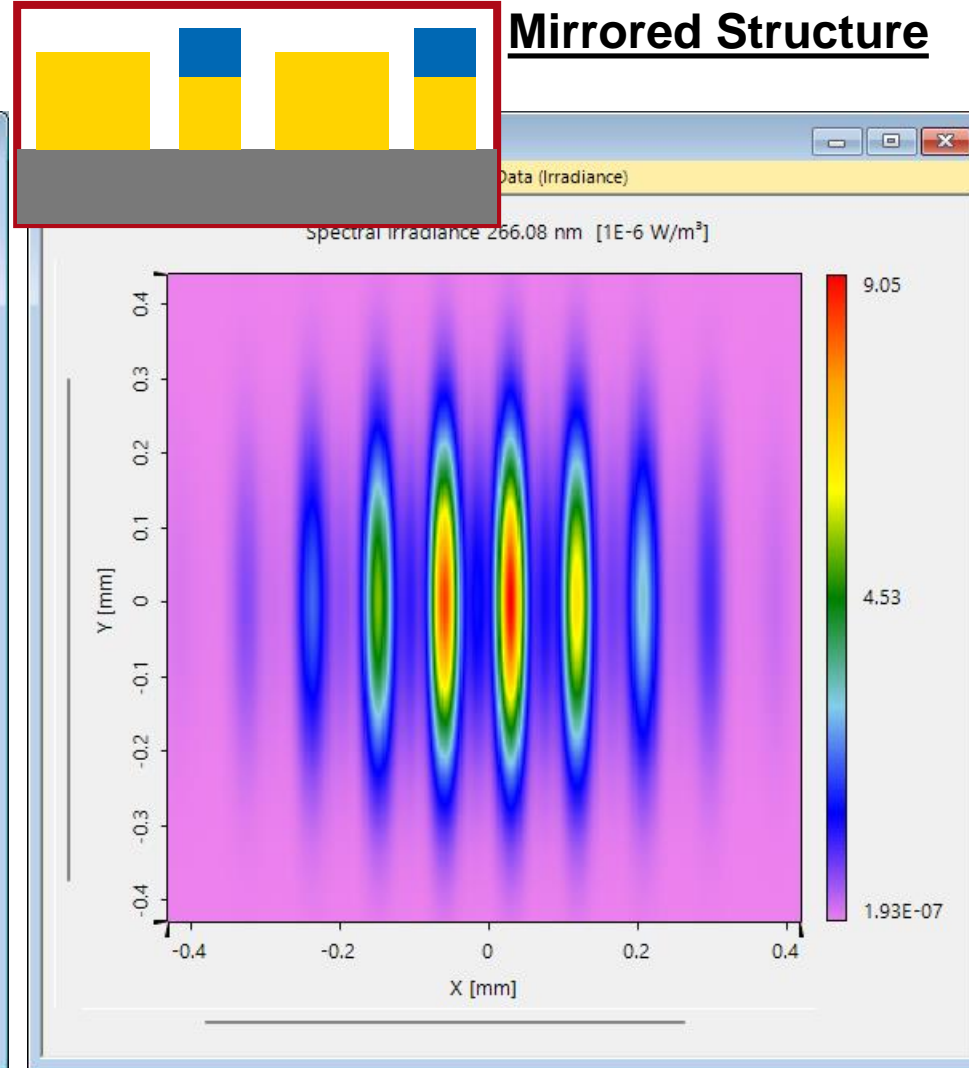 Mirrored Structure
Data (Irradiance)
Spectral Irradiance 266.08 nm [1E-6 W/m³]
9.05
4.53
1.93E-07
Y [mm]
0.4
0.3
0.2
0.1
0
-0.1
-0.2
-0.3
-0.4
-0.4
-0.2
0
0.2
0.4
X [mm]